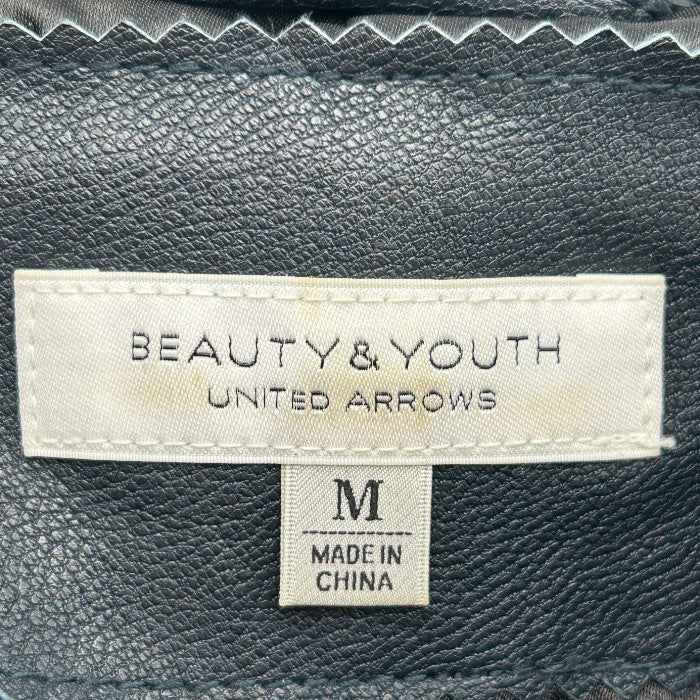 BEAUTY & YOUTH
UNITED ARROWS
M
MADE IN
CHINA